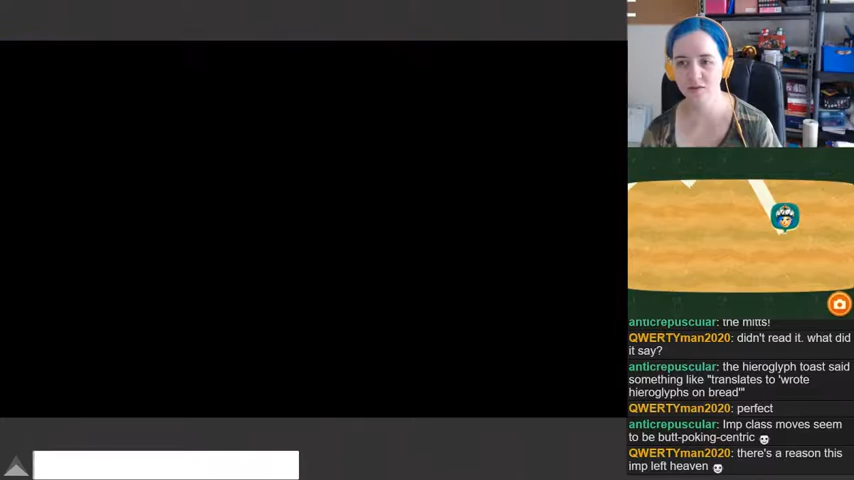 anticrepuscular: the mitts!
QWERTYman2020: didn't read it. what did
it say?
anticrepuscular: the hieroglyph toast said
something like "translates to 'wrote
hieroglyphs on bread'"
QWERTYman2020: perfect
anticrepuscular: Imp class moves seem
to be butt-poking-centric
QWERTYman2020: there's a reason this
imp left heaven